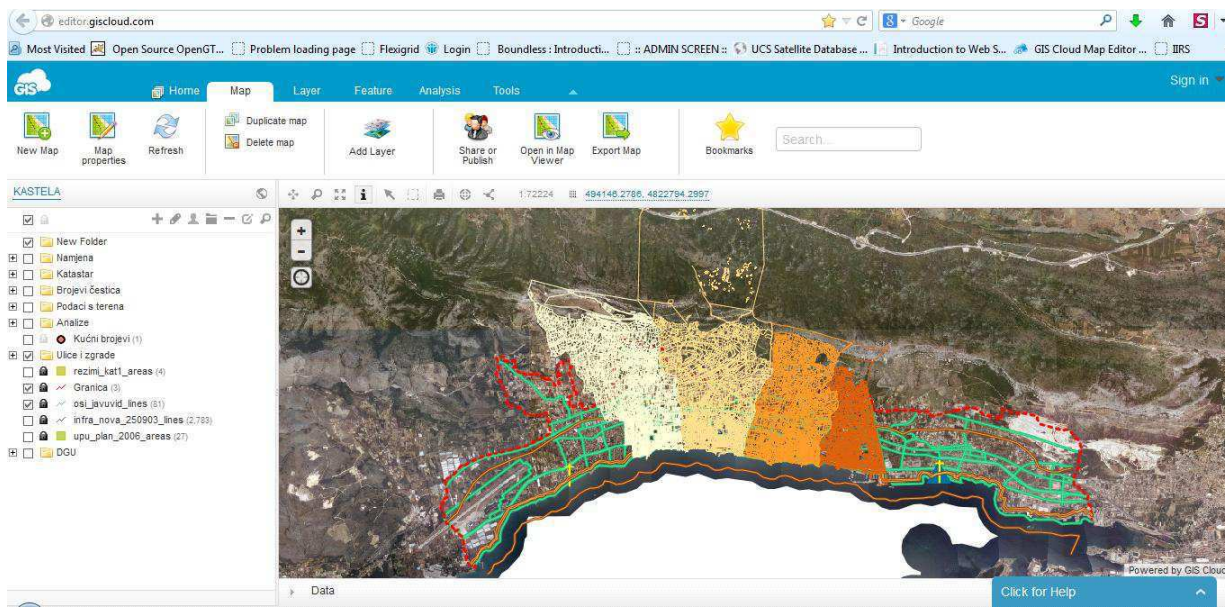 editor.giscloud.com
Google
Most Visited Open Source OpenGT... Problem loading page Flexigrid Login Boundless : Introducti... :: ADMIN SCREEN :: UCS Satellite Database ... Introduction to Web S... GIS Cloud Map Editor ... IIRS
GIS Home Map Layer Feature Analysis Tools Sign in
Duplicate map
Delete map
New Map Map properties Refresh Add Layer Share or Publish Open in Map Viewer Export Map Bookmarks Search...
KASTELA 1:72224 494146.2786, 4822794.2997
New Folder
Namjena
Katastar
Brojevi čestica
Podaci s terena
Analize
Kućni brojevi (1)
Ulice i zgrade
rezimi_kat1_areas (4)
Granica (3)
osi_javuvid_lines (61)
infra_nova_250903_lines (2,783)
upu_plan_2006_areas (27)
DGU
Powered by GIS Cloud
Data
Click for Help